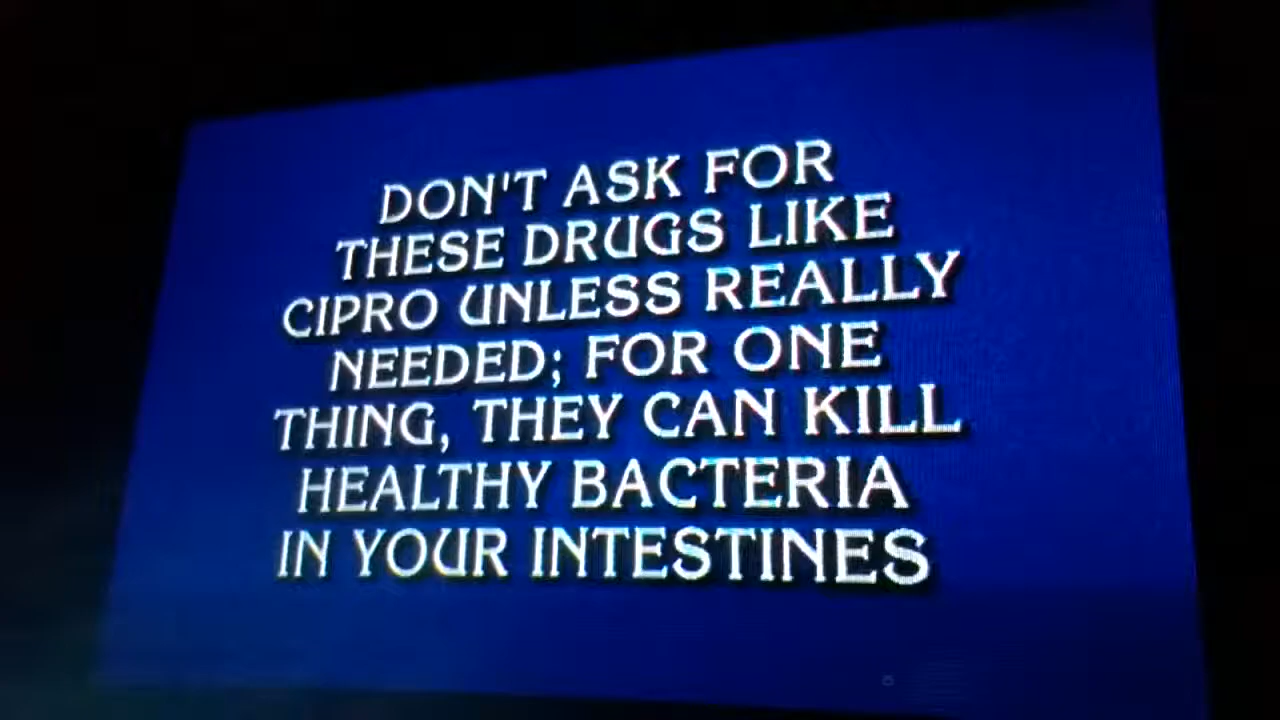 DON'T ASK FOR
THESE DRUGS LIKE
CIPRO UNLESS REALLY
NEEDED; FOR ONE
THING, THEY CAN KILL
HEALTHY BACTERIA
IN YOUR INTESTINES